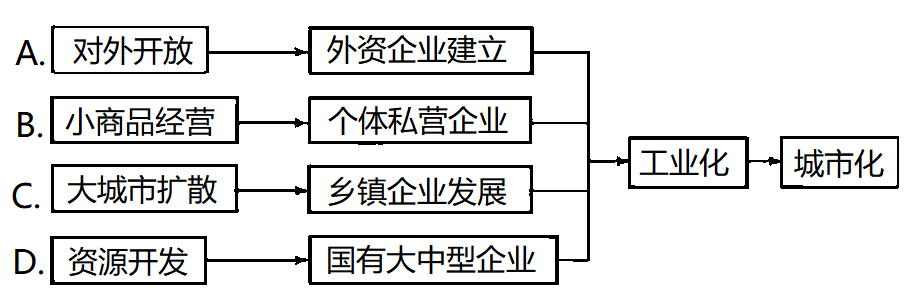 A. 对外开放 外资企业建立
B. 小商品经营 个体私营企业
工业化 城市化
C. 大城市扩散 乡镇企业发展
D. 资源开发 国有大中型企业